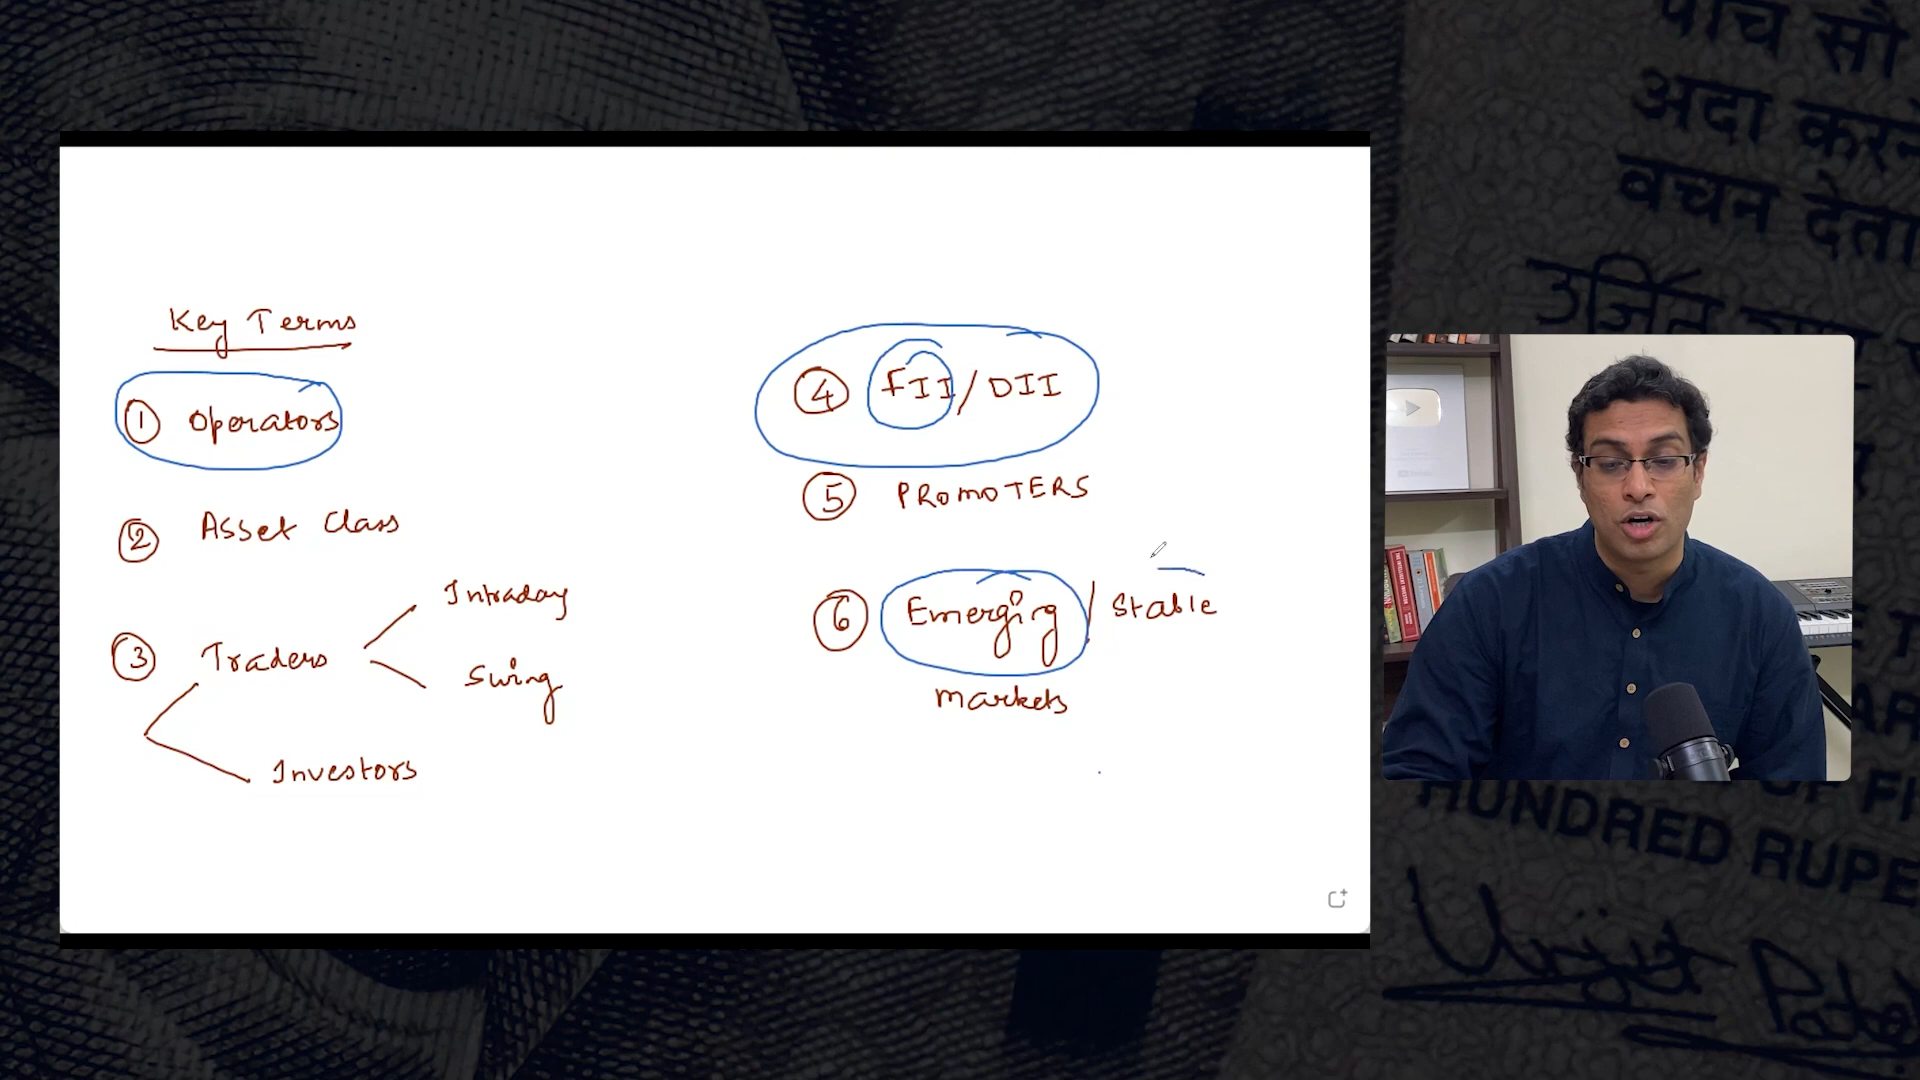 Key Terms
① Operators
② Asset Class
③ Traders
Intraday
Swing
Investors
④ FII / DII
⑤ PROMOTERS
⑥ Emerging / Stable
Markets
पाँच सौ
अदा करने
वचन देता
HUNDRED RUPE